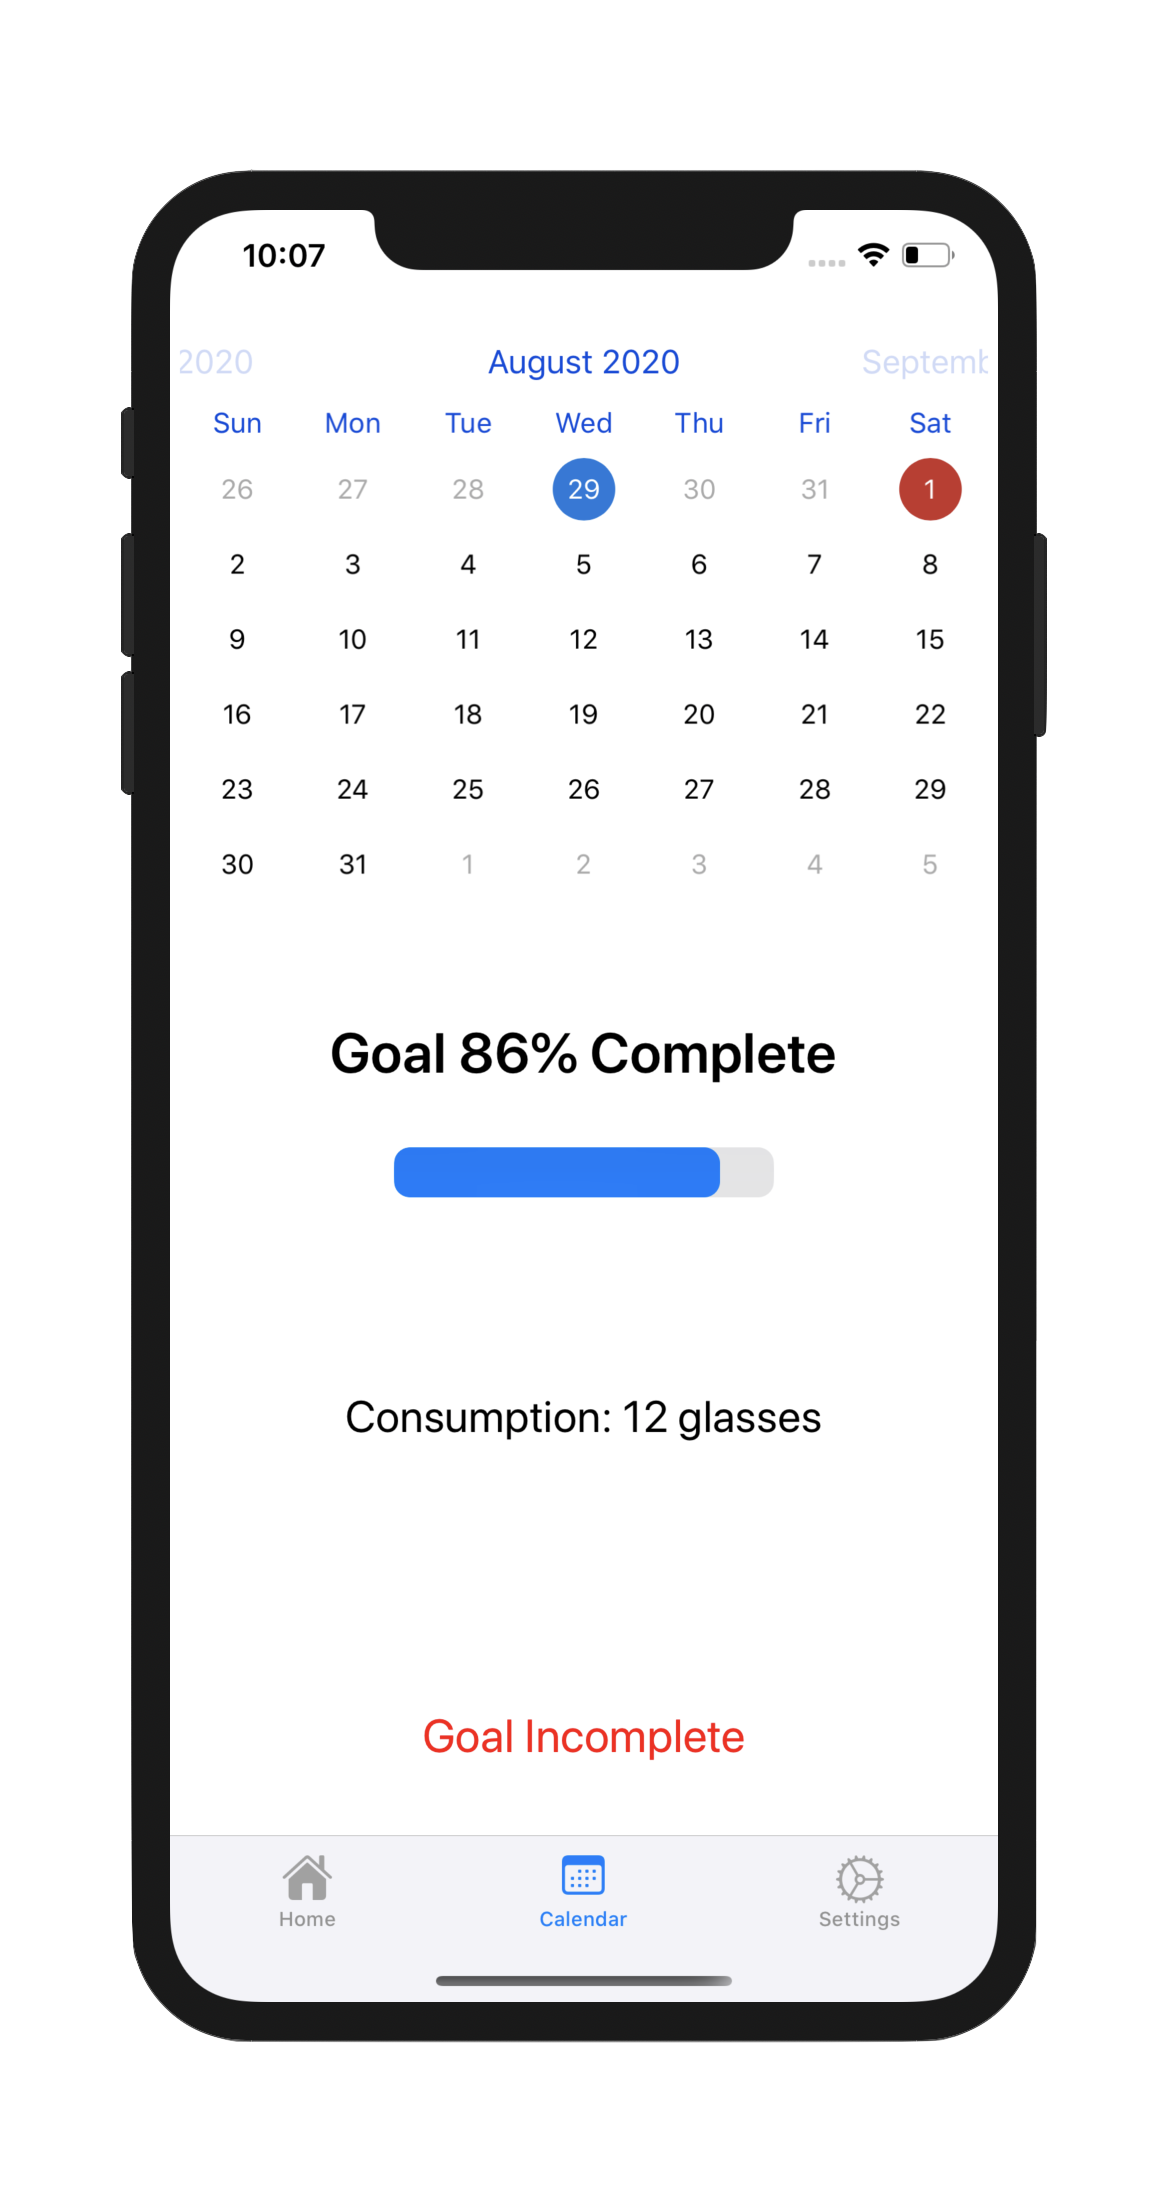 10:07
2020 August 2020 Septemb
Sun Mon Tue Wed Thu Fri Sat
26 27 28 29 30 31 1
2 3 4 5 6 7 8
9 10 11 12 13 14 15
16 17 18 19 20 21 22
23 24 25 26 27 28 29
30 31 1 2 3 4 5
Goal 86% Complete
Consumption: 12 glasses
Goal Incomplete
Home Calendar Settings